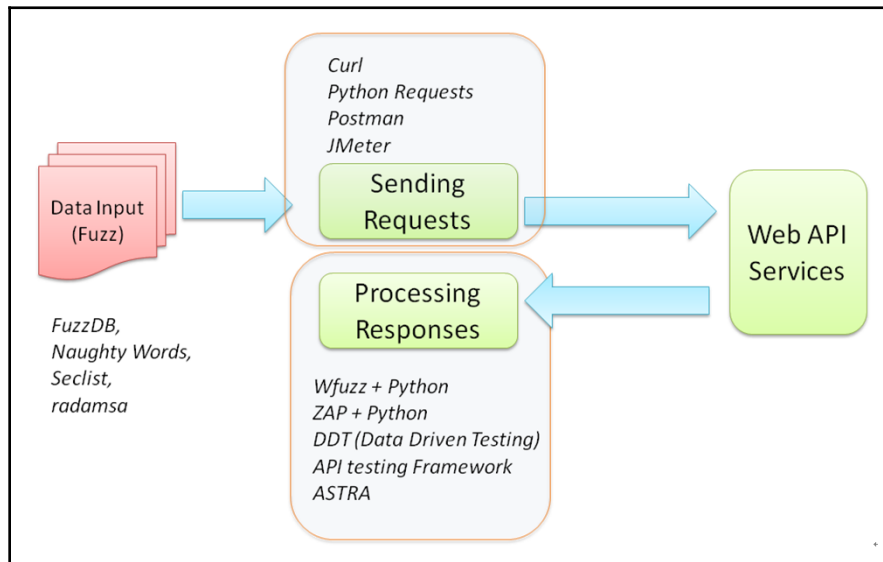 Curl
Python Requests
Postman
JMeter
Sending
Requests
Data Input
(Fuzz)
Web API
Services
Processing
Responses
FuzzDB,
Naughty Words,
Seclist,
radamsa
Wfuzz + Python
ZAP + Python
DDT (Data Driven Testing)
API testing Framework
ASTRA